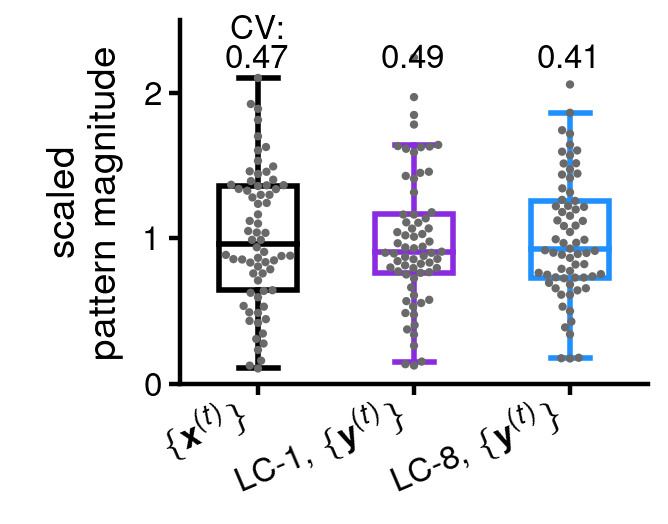 CV:
0.47 0.49 0.41
scaled
pattern magnitude
2
1
0
{x^(t)}
LC-1, {y^(t)}
LC-8, {y^(t)}